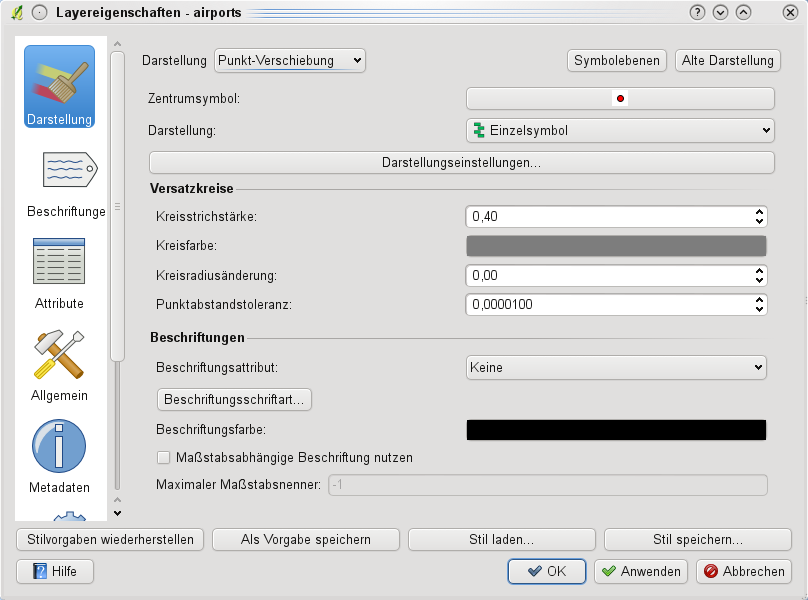 Layereigenschaften - airports
Darstellung Punkt-Verschiebung Symbolebenen Alte Darstellung
Zentrumsymbol:
Darstellung: Einzelsymbol
Darstellungseinstellungen...
Versatzkreise
Kreisstrichstärke: 0,40
Kreisfarbe:
Kreisradiusänderung: 0,00
Punktabstandstoleranz: 0,0000100
Beschriftungen
Beschriftungsattribut: Keine
Beschriftungsschriftart...
Beschriftungsfarbe:
Maßstabsabhängige Beschriftung nutzen
Maximaler Maßstabsnenner: -1
Darstellung
Beschriftunge
Attribute
Allgemein
Metadaten
Stilvorgaben wiederherstellen Als Vorgabe speichern Stil laden... Stil speichern...
Hilfe OK Anwenden Abbrechen